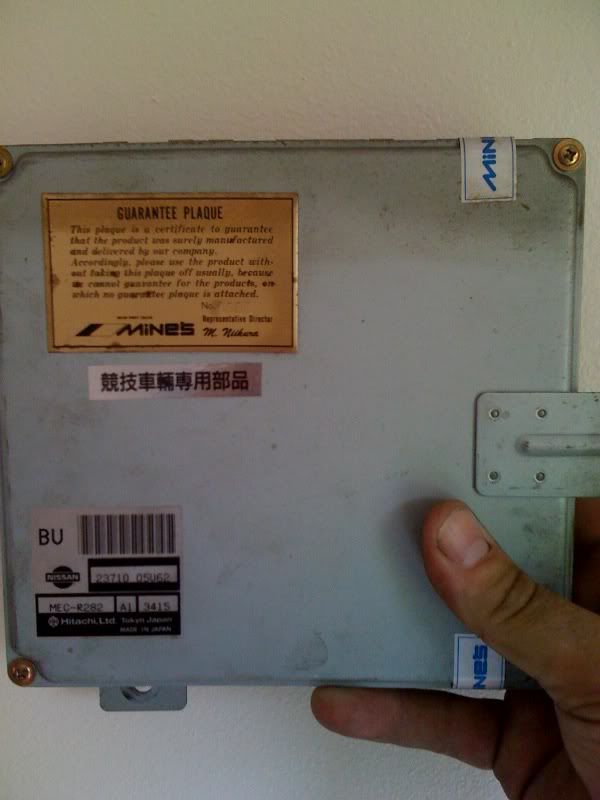 MINE
GUARANTEE PLAQUE
This plaque is a certificate to guarantee
that the product was surely manufactured
and delivered by our company.
Accordingly, please use the product with-
out taking this plaque off usually, because
we cannot guarantee for the products, on
which no guarantee plaque is attached.
No.
Representative Director
MINE'S M. Niikura
競技車輛専用部品
BU
NISSAN
23710 05U62
MEC-R282 A1 3415
Hitachi, Ltd. Tokyo Japan
MADE IN JAPAN
NE'S